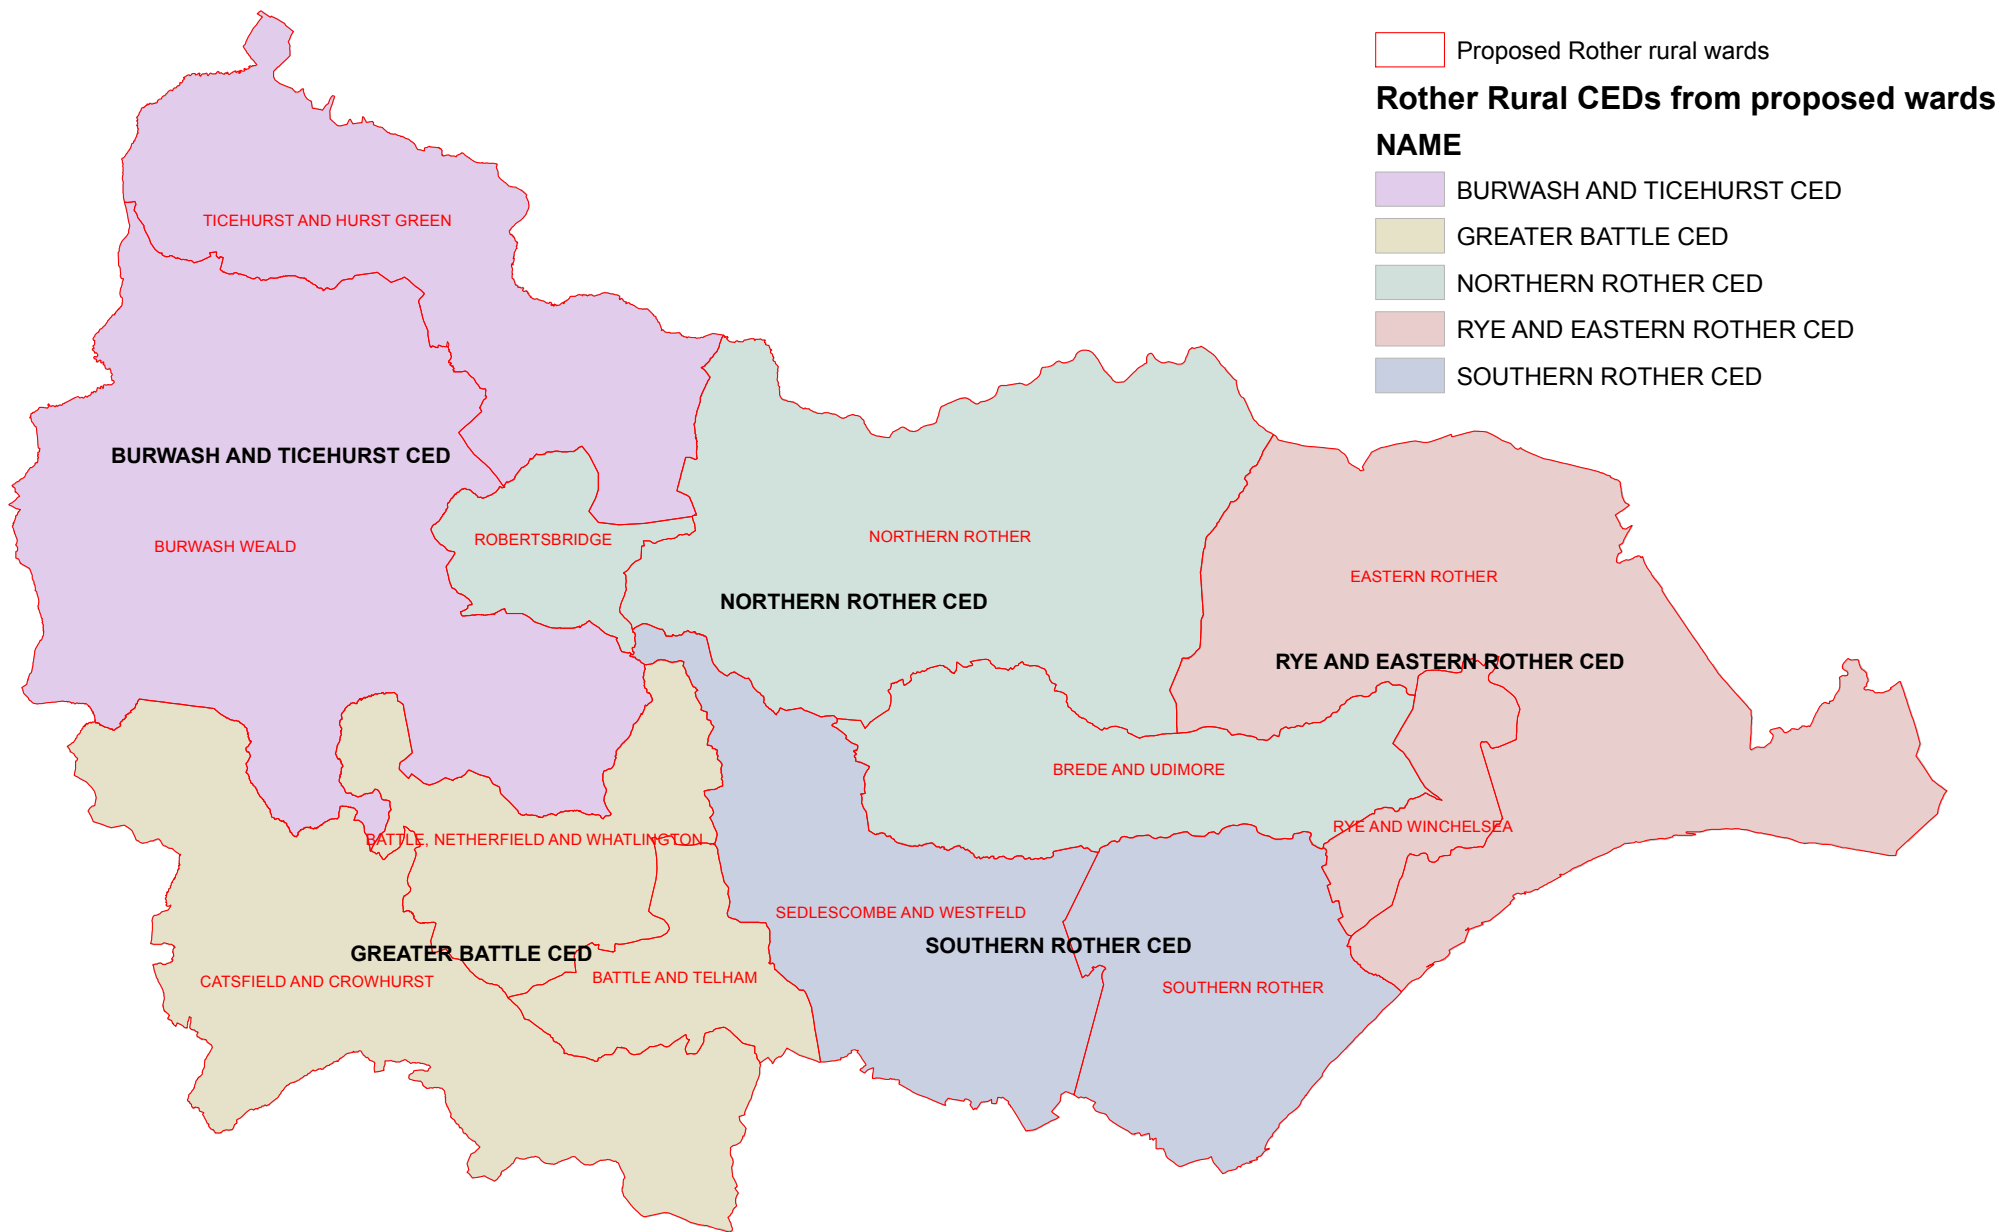 Proposed Rother rural wards
Rother Rural CEDs from proposed wards
NAME
BURWASH AND TICEHURST CED
GREATER BATTLE CED
NORTHERN ROTHER CED
RYE AND EASTERN ROTHER CED
SOUTHERN ROTHER CED
TICEHURST AND HURST GREEN
BURWASH AND TICEHURST CED
BURWASH WEALD
ROBERTSBRIDGE
NORTHERN ROTHER
NORTHERN ROTHER CED
EASTERN ROTHER
RYE AND EASTERN ROTHER CED
BREDE AND UDIMORE
RYE AND WINCHELSEA
BATTLE, NETHERFIELD AND WHATLINGTON
SEDLESCOMBE AND WESTFELD
SOUTHERN ROTHER CED
GREATER BATTLE CED
CATSFIELD AND CROWHURST
BATTLE AND TELHAM
SOUTHERN ROTHER